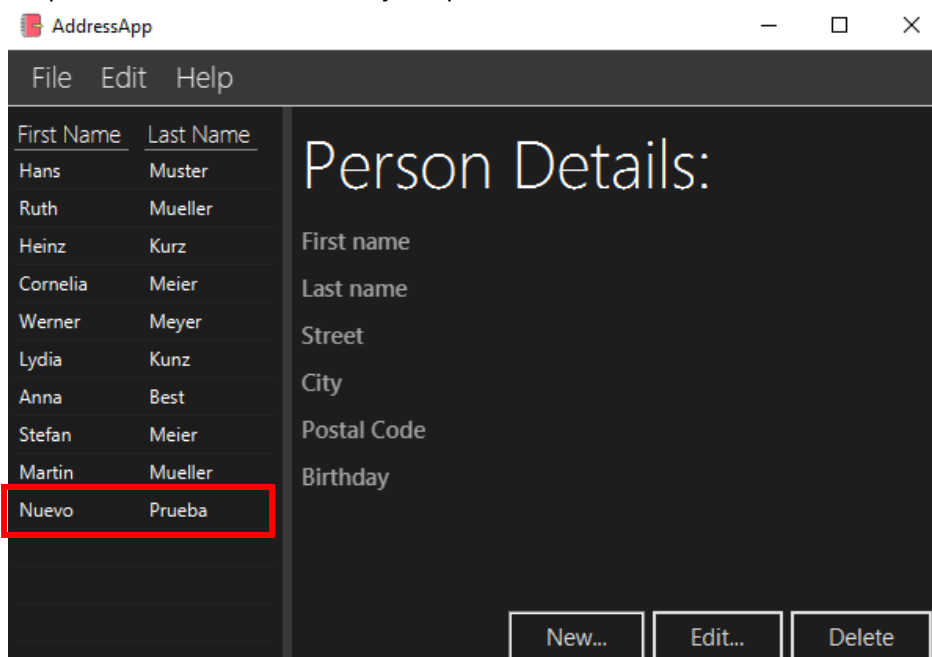 AddressApp
File Edit Help
First Name Last Name
Hans Muster
Ruth Mueller
Heinz Kurz
Cornelia Meier
Werner Meyer
Lydia Kunz
Anna Best
Stefan Meier
Martin Mueller
Nuevo Prueba
Person Details:
First name
Last name
Street
City
Postal Code
Birthday
New... Edit... Delete